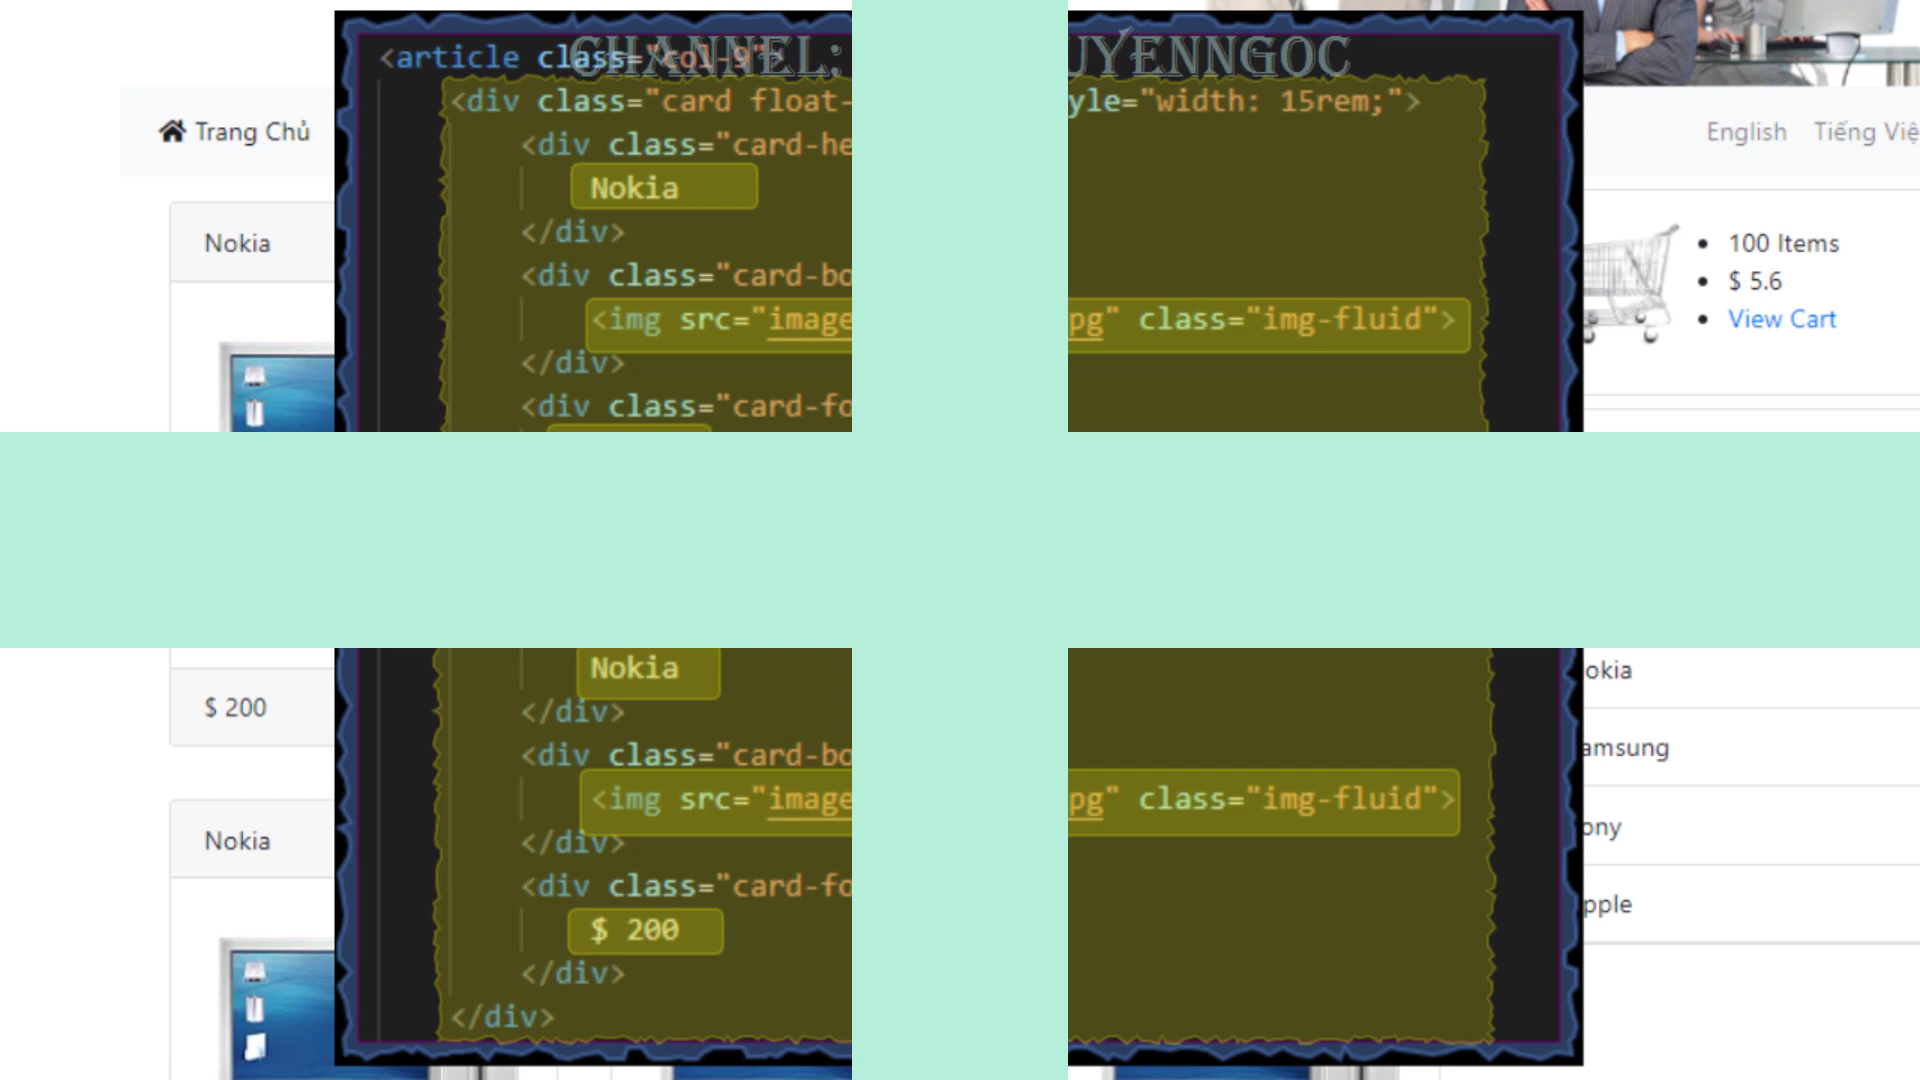 CHANNEL:
<article class="col-9">
<div class="card float-
yle="width: 15rem;">
Trang Chủ
English
<div class="card-he
Nokia
Nokia
100 Items
</div>
$ 5.6
<div class="card-bo
View Cart
<img src="image
pg" class="img-fluid">
</div>
<div class="card-fo
Nokia
okia
$ 200
</div>
amsung
<div class="card-bo
<img src="image
pg" class="img-fluid">
ony
Nokia
</div>
<div class="card-fo
pple
$ 200
</div>
</div>